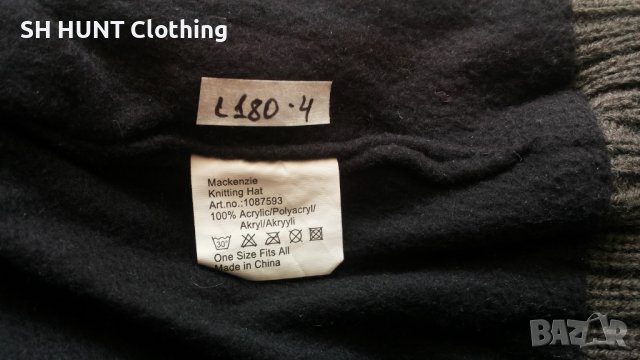 SH HUNT Clothing
L180.4
Mackenzie
Knitting Hat
Art.no.:1087593
100% Acrylic/Polyacryl/
Akryl/Akryyli
30°
One Size Fits All
Made in China
BAZAR